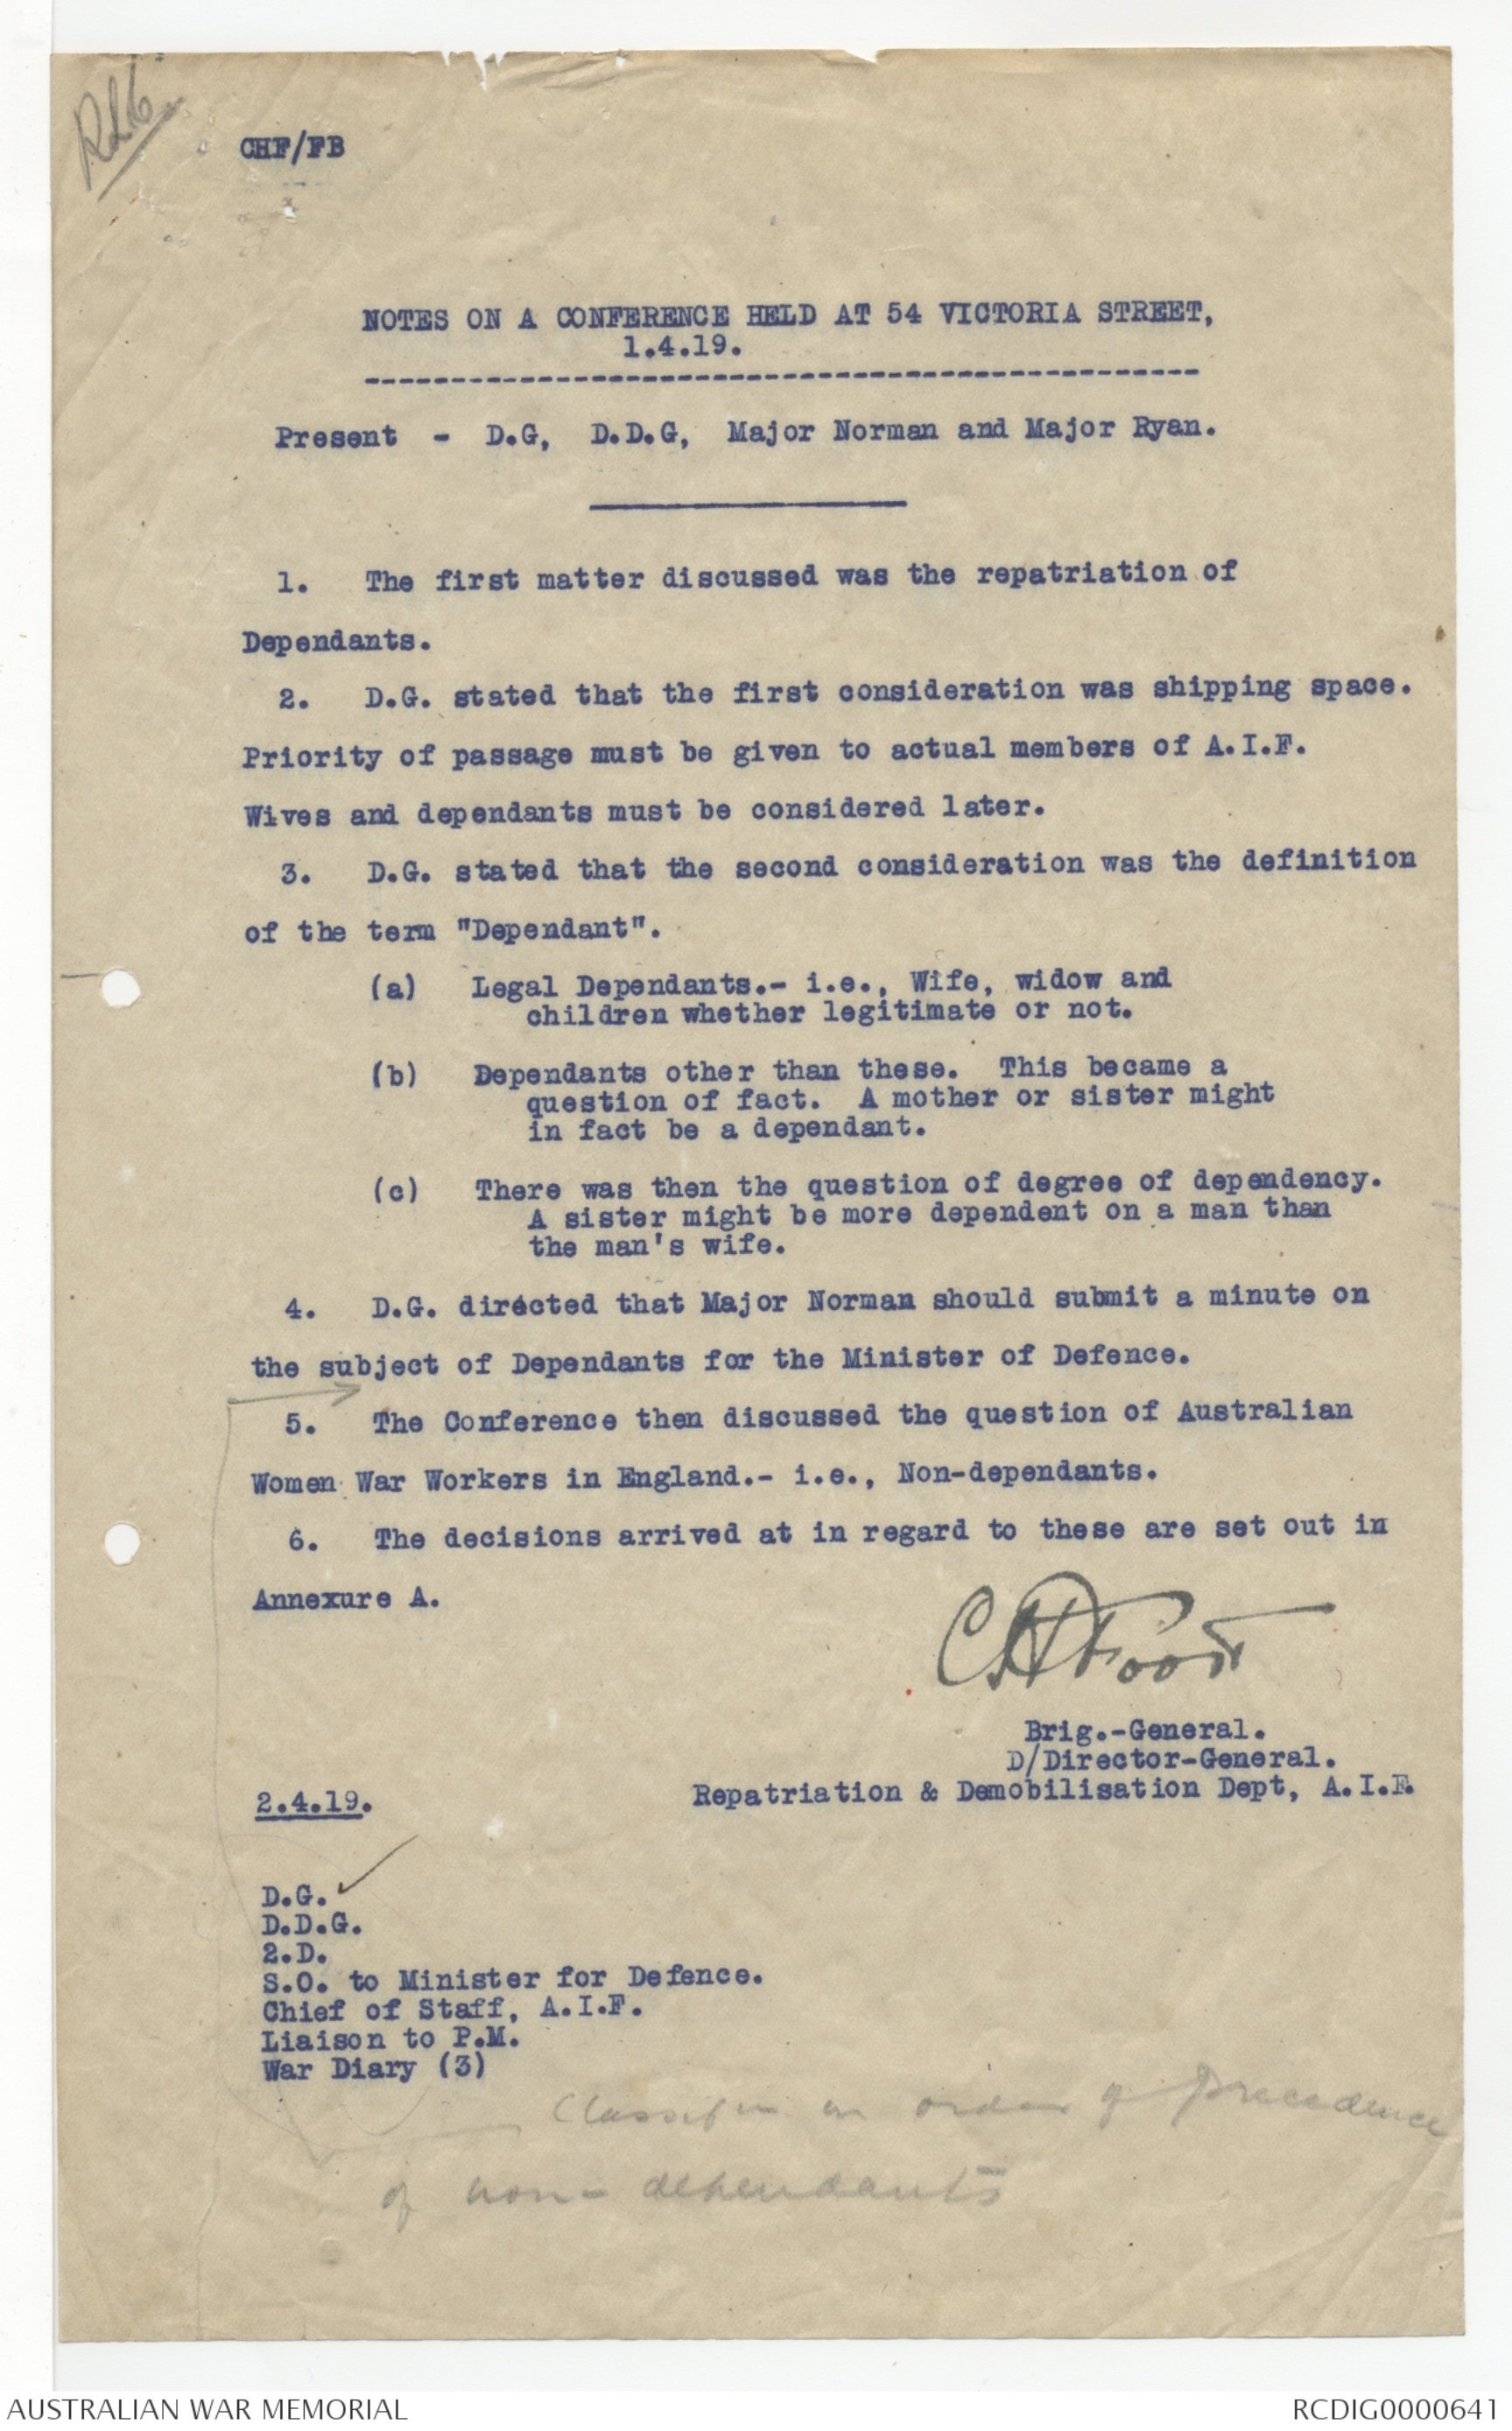 CHF/FB
NOTES ON A CONFERENCE HELD AT 54 VICTORIA STREET,
1.4.19.
Present - D.G, D.D.G, Major Norman and Major Ryan.
1. The first matter discussed was the repatriation of
Dependants.
2. D.G. stated that the first consideration was shipping space.
Priority of passage must be given to actual members of A.I.F.
Wives and dependants must be considered later.
3. D.G. stated that the second consideration was the definition
of the term "Dependant".
(a) Legal Dependants.- i.e., Wife, widow and
children whether legitimate or not.
(b) Dependants other than these. This became a
question of fact. A mother or sister might
in fact be a dependant.
(c) There was then the question of degree of dependency.
A sister might be more dependent on a man than
the man's wife.
4. D.G. directed that Major Norman should submit a minute on
the subject of Dependants for the Minister of Defence.
5. The Conference then discussed the question of Australian
Women War Workers in England.- i.e., Non-dependants.
6. The decisions arrived at in regard to these are set out in
Annexure A.
C H Foott
Brig.-General.
D/Director-General.
Repatriation & Demobilisation Dept, A.I.F.
2.4.19.
D.G.
D.D.G.
2.D.
S.O. to Minister for Defence.
Chief of Staff, A.I.F.
Liaison to P.M.
War Diary (3)
in order of precedence
of non-dependants
AUSTRALIAN WAR MEMORIAL
RCDIG0000641